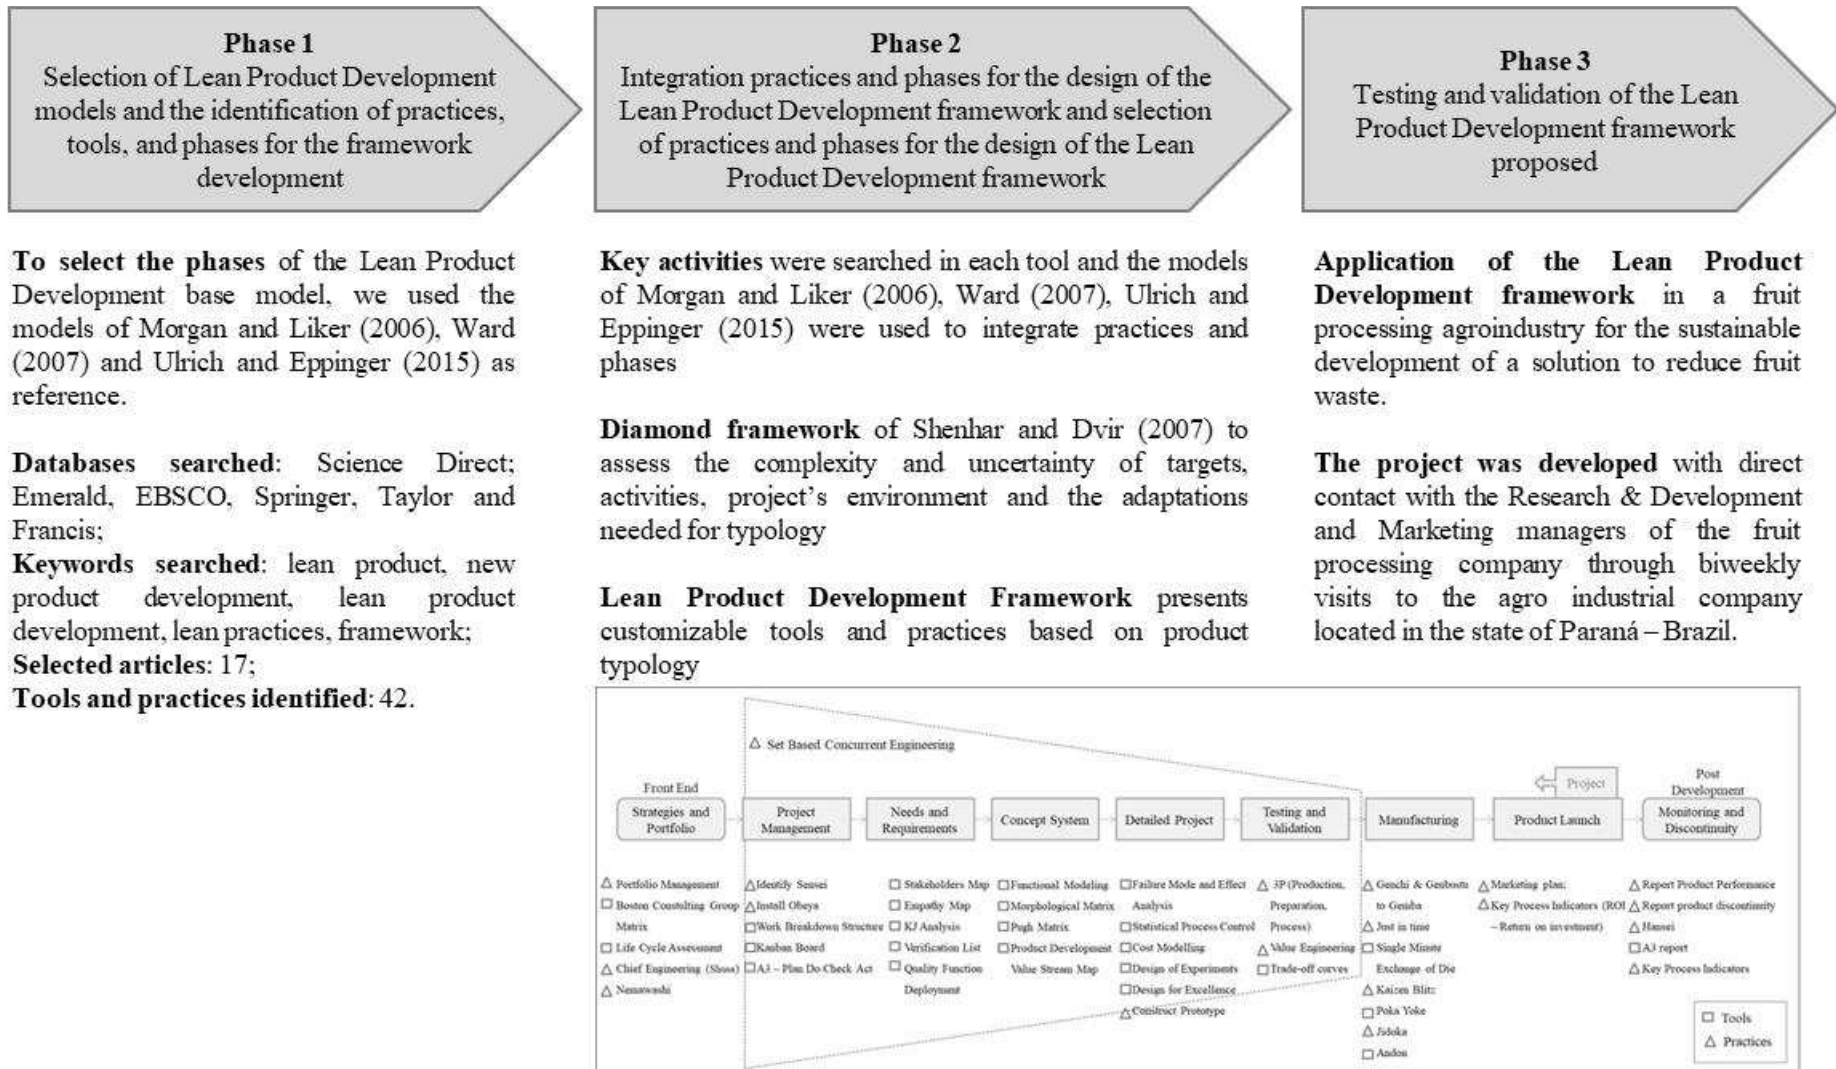 Phase 1
Selection of Lean Product Development
models and the identification of practices,
tools, and phases for the framework
development
Phase 2
Integration practices and phases for the design of the
Lean Product Development framework and selection
of practices and phases for the design of the Lean
Product Development framework
Phase 3
Testing and validation of the Lean
Product Development framework
proposed
To select the phases of the Lean Product
Development base model, we used the
models of Morgan and Liker (2006), Ward
(2007) and Ulrich and Eppinger (2015) as
reference.
Databases searched: Science Direct;
Emerald, EBSCO, Springer, Taylor and
Francis;
Keywords searched: lean product, new
product development, lean product
development, lean practices, framework;
Selected articles: 17;
Tools and practices identified: 42.
Key activities were searched in each tool and the models
of Morgan and Liker (2006), Ward (2007), Ulrich and
Eppinger (2015) were used to integrate practices and
phases
Diamond framework of Shenhar and Dvir (2007) to
assess the complexity and uncertainty of targets,
activities, project's environment and the adaptations
needed for typology
Lean Product Development Framework presents
customizable tools and practices based on product
typology
Application of the Lean Product
Development framework in a fruit
processing agroindustry for the sustainable
development of a solution to reduce fruit
waste.
The project was developed with direct
contact with the Research & Development
and Marketing managers of the fruit
processing company through biweekly
visits to the agro industrial company
located in the state of Paraná – Brazil.
△ Set Based Concurrent Engineering
Front End
Strategies and
Portfolio
Project
Management
Needs and
Requirements
Concept System
Detailed Project
Testing and
Validation
Manufacturing
Project
Product Launch
Post
Development
Monitoring and
Discontinuity
△ Portfolio Management
□ Boston Constulting Group
Matrix
□ Life Cycle Assessment
△ Chief Engineering (Shusa)
△ Nemawashi
△ Identify Sensei
△ Install Obeya
□ Work Breakdown Structure
□ Kanban Board
□ A3 – Plan Do Check Act
□ Stakeholders Map
□ Empathy Map
□ KJ Analysis
□ Verification List
□ Quality Function
Deployment
□ Functional Modeling
□ Morphological Matrix
□ Pugh Matrix
□ Product Development
Value Stream Map
□ Failure Mode and Effect
Analysis
□ Statistical Process Control
□ Cost Modelling
□ Design of Experiments
□ Design for Excellence
△ Construct Prototype
△ 3P (Production,
Preparation,
Process)
△ Value Engineering
□ Trade-off curves
△ Genchi & Genbutsu
to Gemba
△ Just in time
□ Single Minute
Exchange of Die
△ Kaizen Blitz
□ Poka Yoke
△ Jidoka
□ Andon
△ Marketing plan;
△ Key Process Indicators (ROI
– Return on investment)
△ Report Product Performance
△ Report product discontinuity
△ Hansei
□ A3 report
△ Key Process Indicators
□ Tools
△ Practices